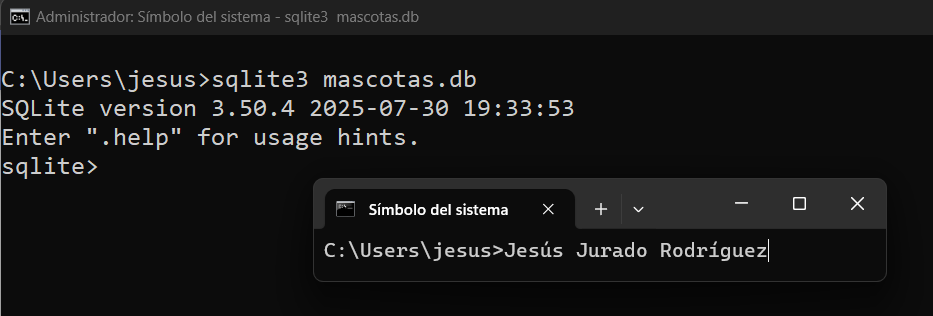 Administrador: Símbolo del sistema - sqlite3 mascotas.db
C:\Users\jesus>sqlite3 mascotas.db
SQLite version 3.50.4 2025-07-30 19:33:53
Enter ".help" for usage hints.
sqlite>
Símbolo del sistema
C:\Users\jesus>Jesús Jurado Rodríguez